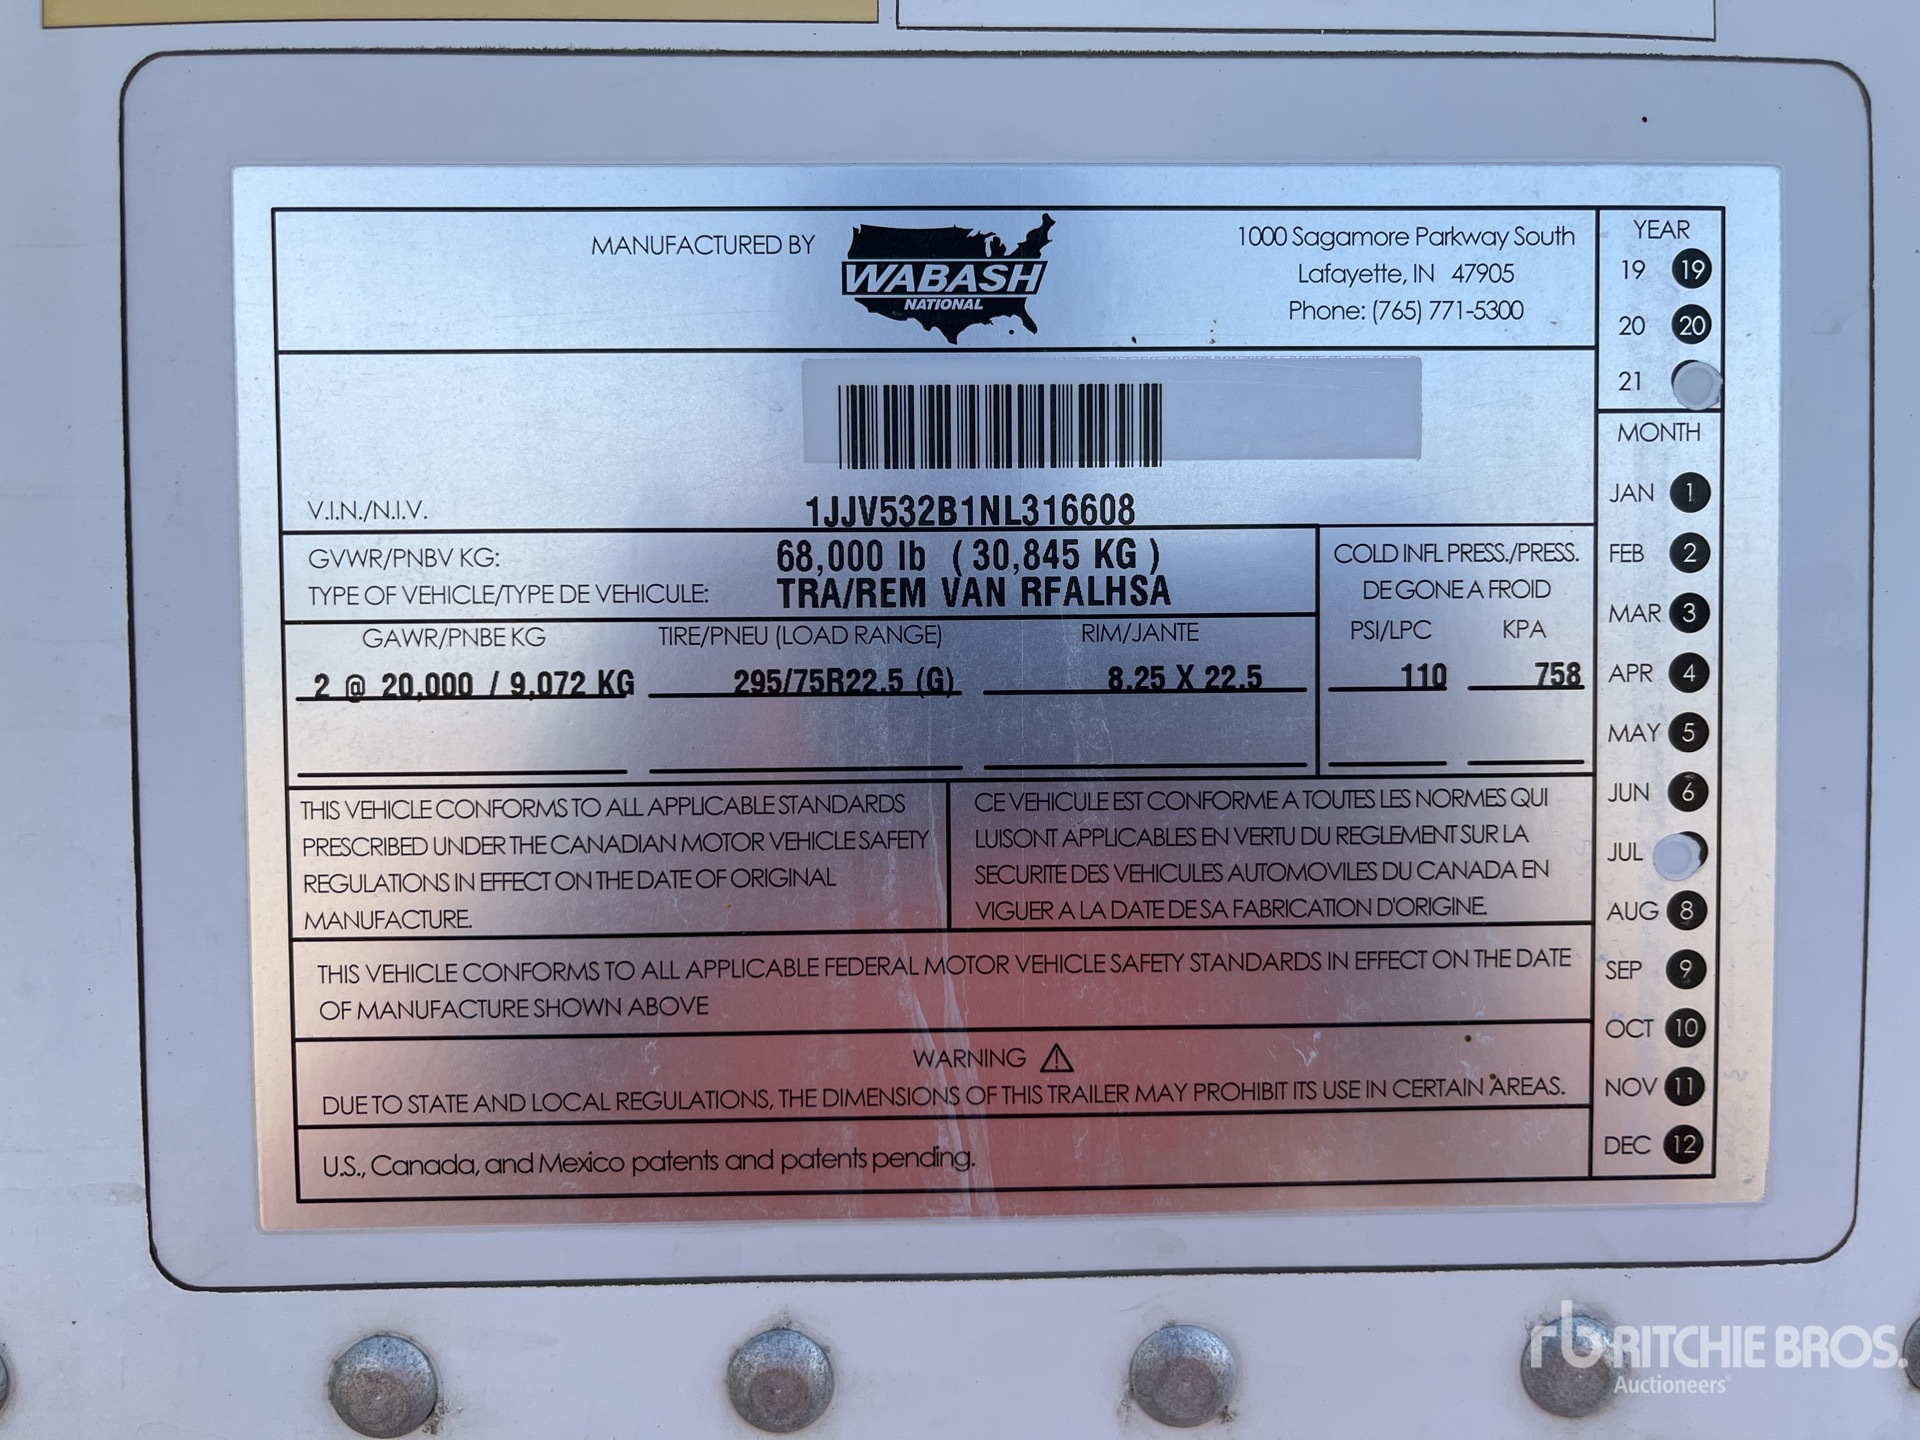 MANUFACTURED BY
WABASH
NATIONAL
1000 Sagamore Parkway South
Lafayette, IN 47905
Phone: (765) 771-5300
YEAR
19 19
20 20
21
V.I.N./N.I.V. 1JJV532B1NL316608
GVWR/PNBV KG: 68,000 lb ( 30,845 KG )
TYPE OF VEHICLE/TYPE DE VEHICULE: TRA/REM VAN RFALHSA
COLD INFL PRESS./PRESS.
DE GONE A FROID
GAWR/PNBE KG TIRE/PNEU (LOAD RANGE) RIM/JANTE PSI/LPC KPA
2 @ 20,000 / 9,072 KG 295/75R22.5 (G) 8.25 X 22.5 110 758
THIS VEHICLE CONFORMS TO ALL APPLICABLE STANDARDS
PRESCRIBED UNDER THE CANADIAN MOTOR VEHICLE SAFETY
REGULATIONS IN EFFECT ON THE DATE OF ORIGINAL
MANUFACTURE.
CE VEHICULE EST CONFORME A TOUTES LES NORMES QUI
LUISONT APPLICABLES EN VERTU DU REGLEMENT SUR LA
SECURITE DES VEHICULES AUTOMOVILES DU CANADA EN
VIGUER A LA DATE DE SA FABRICATION D'ORIGINE.
THIS VEHICLE CONFORMS TO ALL APPLICABLE FEDERAL MOTOR VEHICLE SAFETY STANDARDS IN EFFECT ON THE DATE
OF MANUFACTURE SHOWN ABOVE
WARNING
DUE TO STATE AND LOCAL REGULATIONS, THE DIMENSIONS OF THIS TRAILER MAY PROHIBIT ITS USE IN CERTAIN AREAS.
U.S., Canada, and Mexico patents and patents pending.
MONTH
JAN 1
FEB 2
MAR 3
APR 4
MAY 5
JUN 6
JUL
AUG 8
SEP 9
OCT 10
NOV 11
DEC 12
rb RITCHIE BROS.
Auctioneers